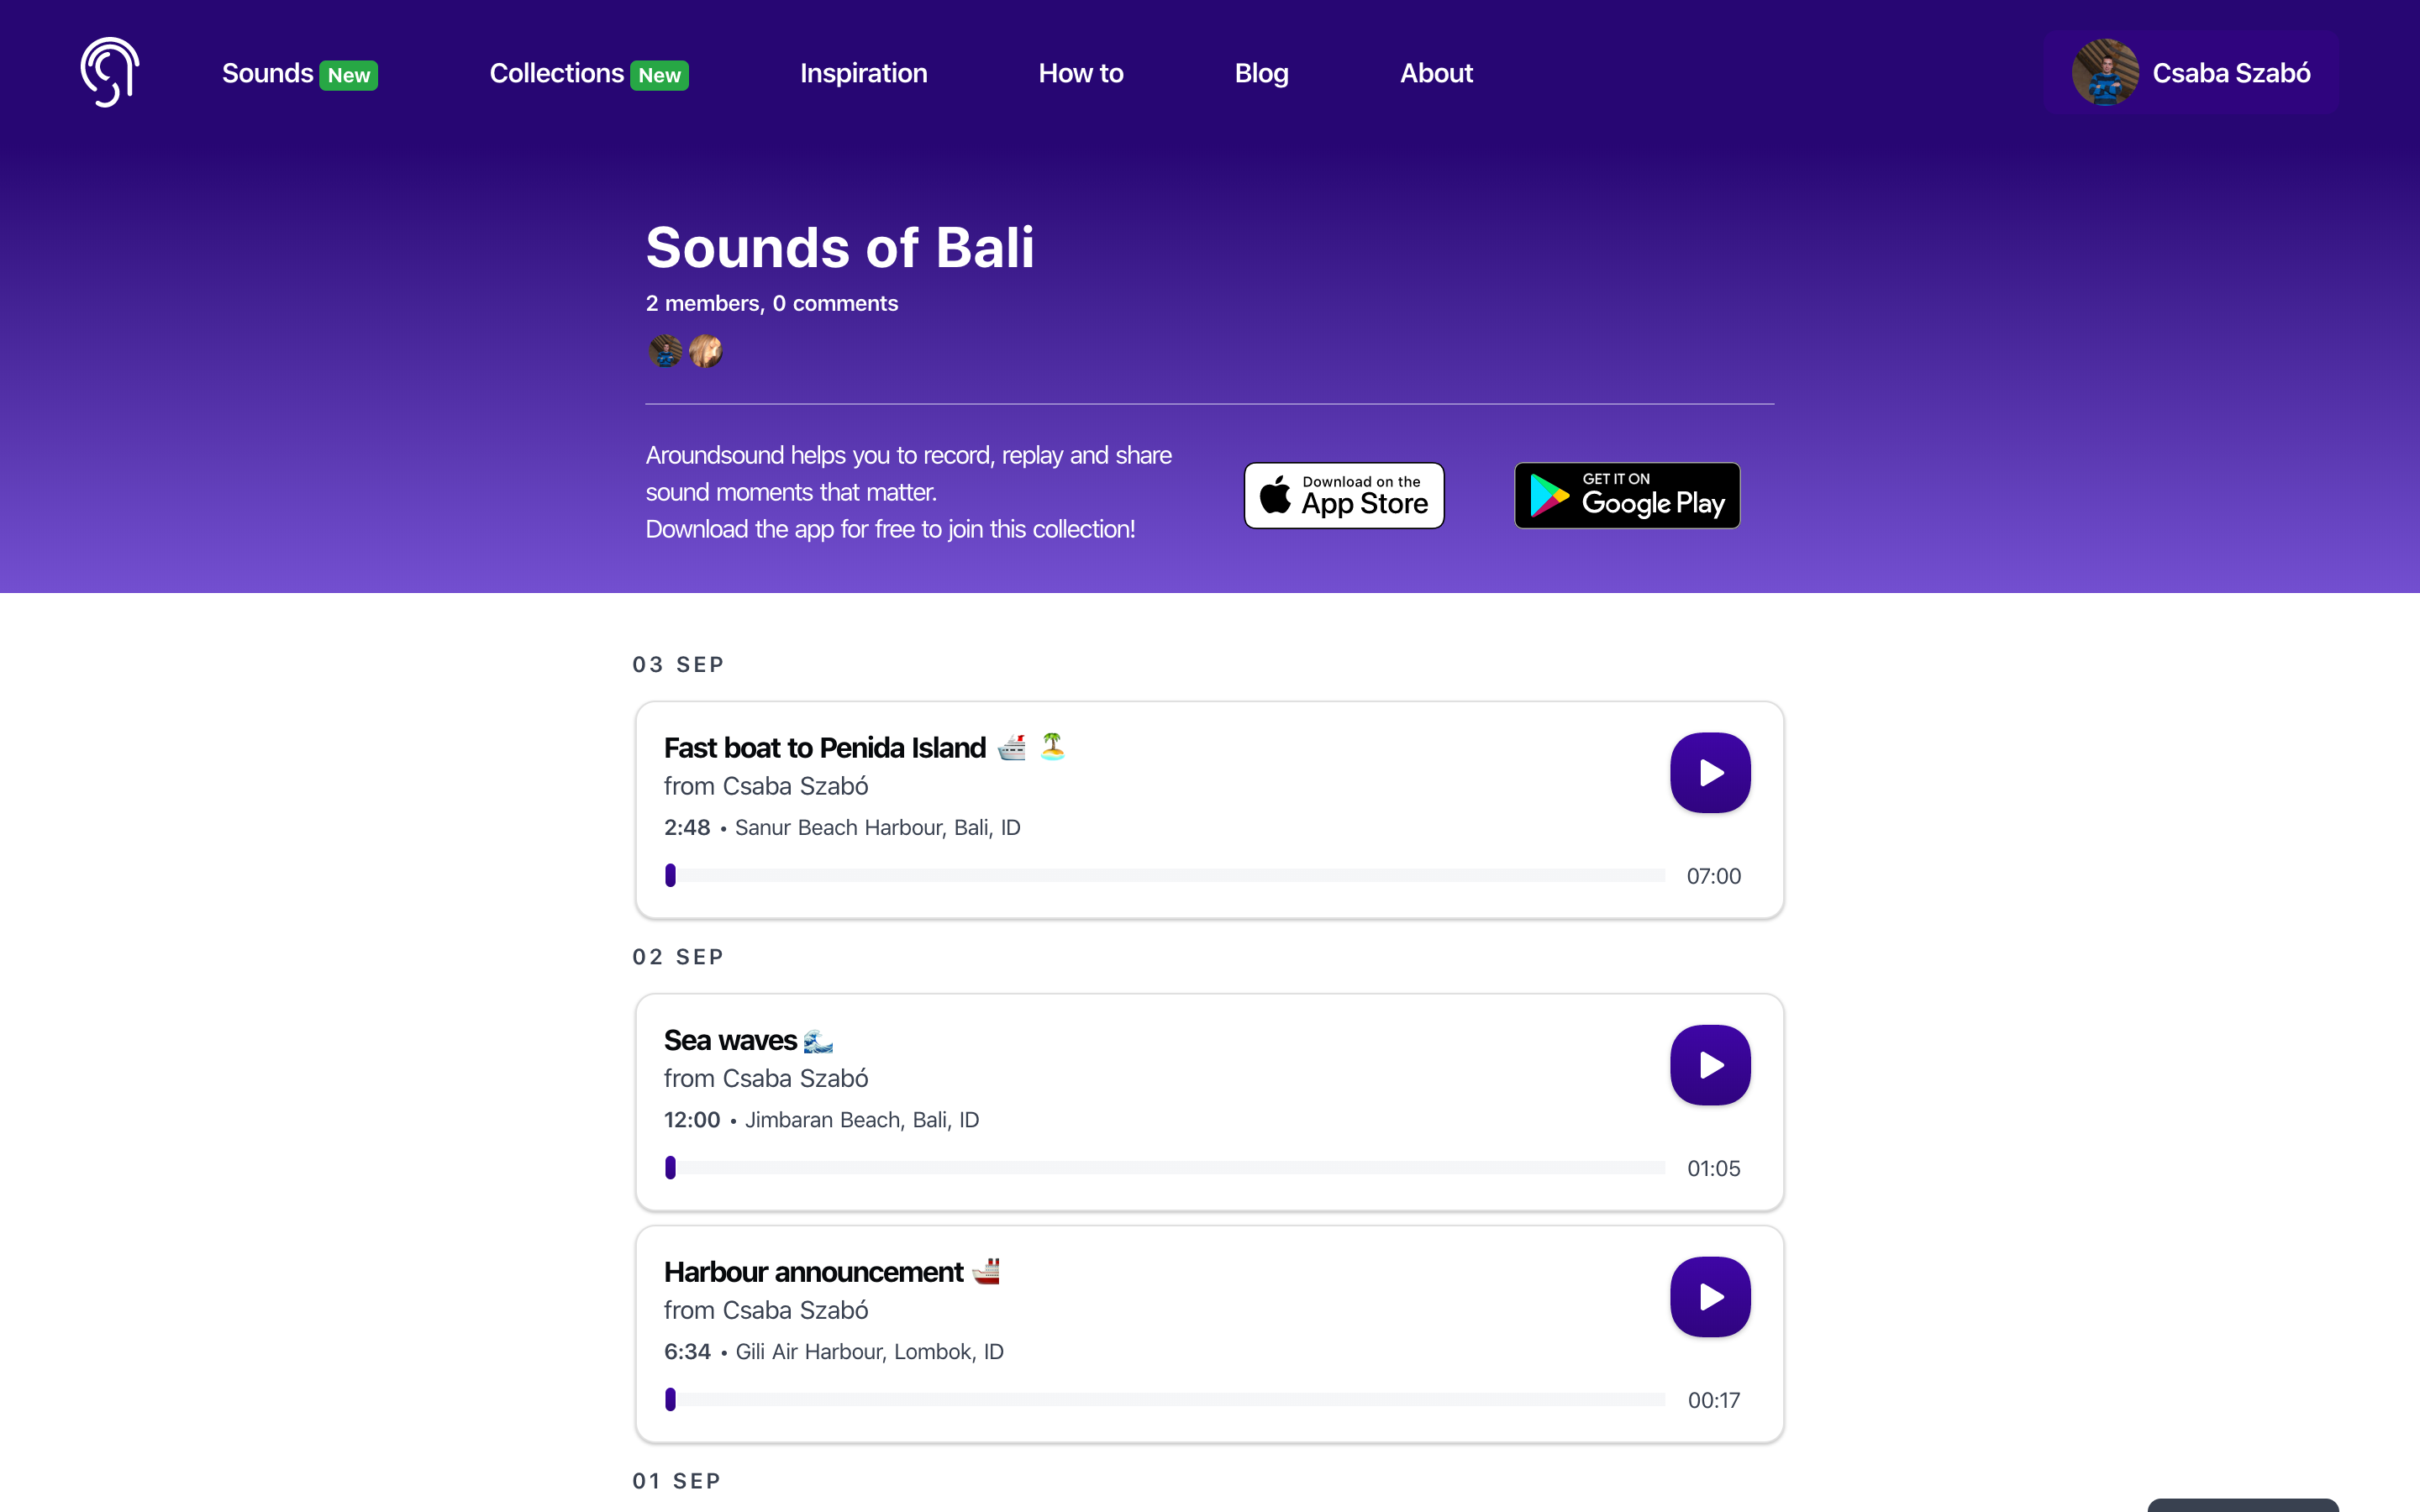 Sounds New Collections New Inspiration How to Blog About Csaba Szabó
Sounds of Bali
2 members, 0 comments
Aroundsound helps you to record, replay and share
sound moments that matter.
Download the app for free to join this collection!
Download on the
App Store
GET IT ON
Google Play
03 SEP
Fast boat to Penida Island 🛥 🏝
from Csaba Szabó
2:48 • Sanur Beach Harbour, Bali, ID
07:00
02 SEP
Sea waves 🌊
from Csaba Szabó
12:00 • Jimbaran Beach, Bali, ID
01:05
Harbour announcement 🚢
from Csaba Szabó
6:34 • Gili Air Harbour, Lombok, ID
00:17
01 SEP